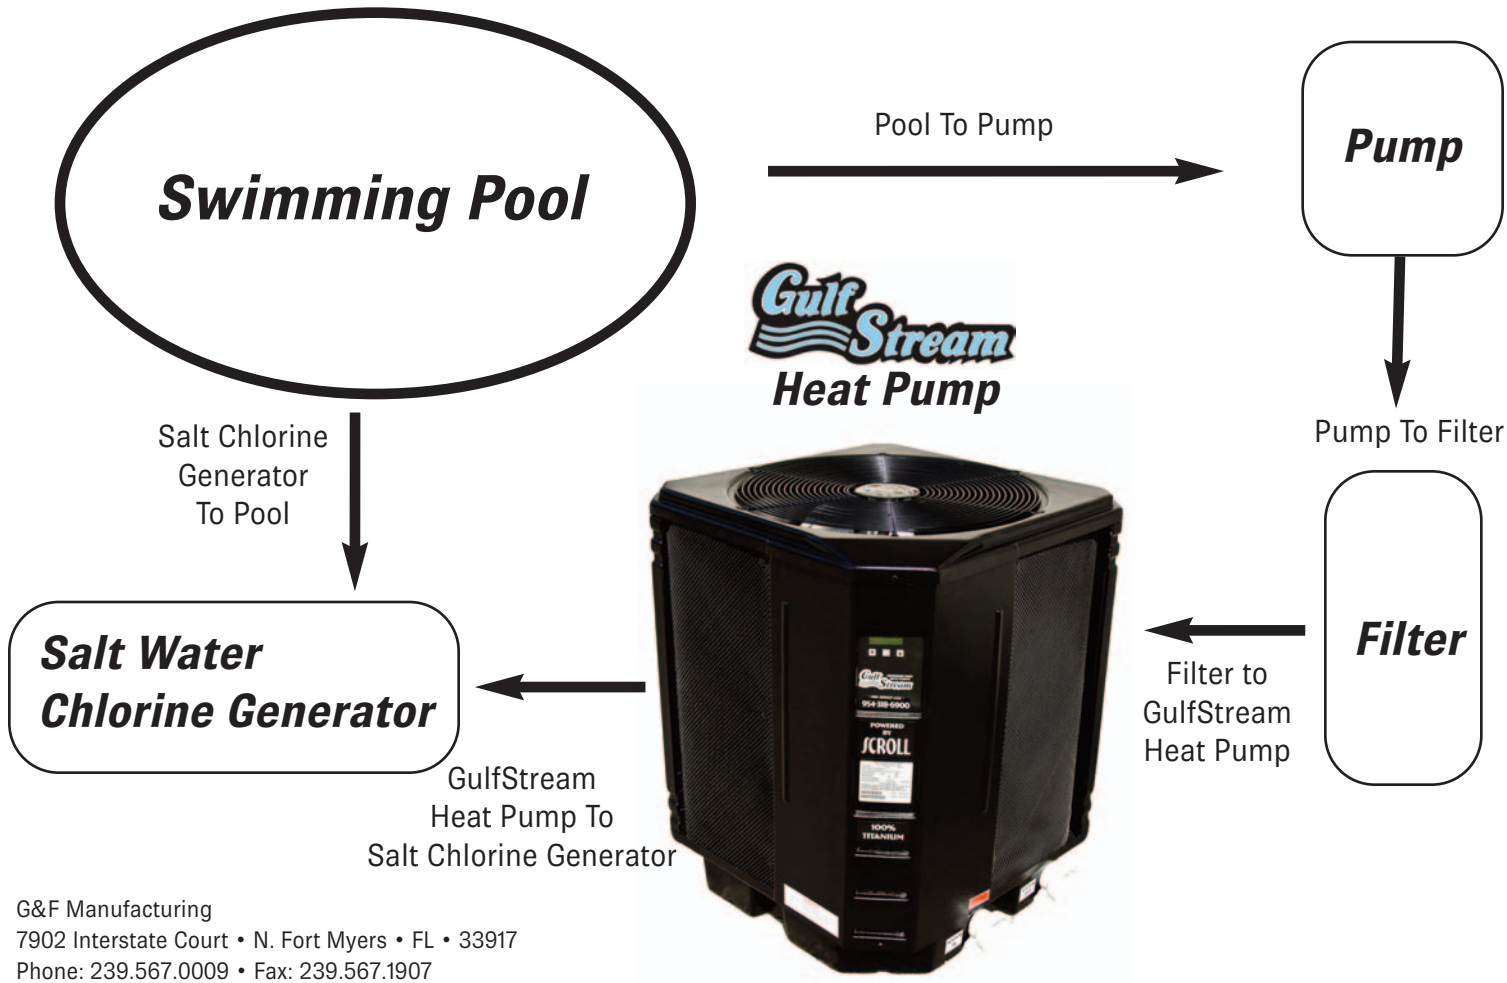 Swimming Pool
Pool To Pump
Pump
Gulf
Stream
Heat Pump
Pump To Filter
Salt Chlorine
Generator
To Pool
Filter
Filter to
GulfStream
Heat Pump
Salt Water
Chlorine Generator
GulfStream
Heat Pump To
Salt Chlorine Generator
Gulf
Stream
954-318-6900
POWERED
BY
SCROLL
100%
TITANIUM
G&F Manufacturing
7902 Interstate Court • N. Fort Myers • FL • 33917
Phone: 239.567.0009 • Fax: 239.567.1907